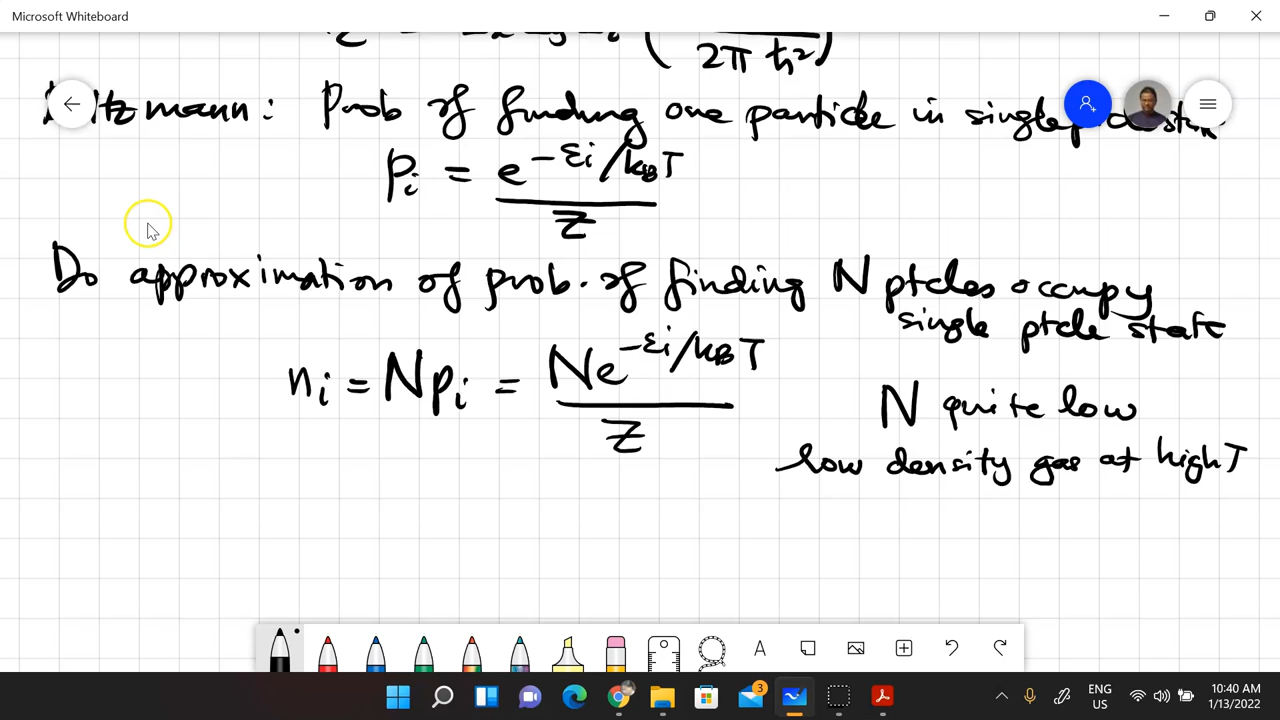 Microsoft Whiteboard
2π ħ²
mann: Prob of finding one particle in single
pᵢ = e^(-εi/kBT) / Z
Do approximation of prob. of finding N ptcles occupy
single ptcle state
nᵢ = Npᵢ = Ne^(-εi/kBT) / Z
N quite low
low density gas at high T
A
3
ENG
US
10:40 AM
1/13/2022